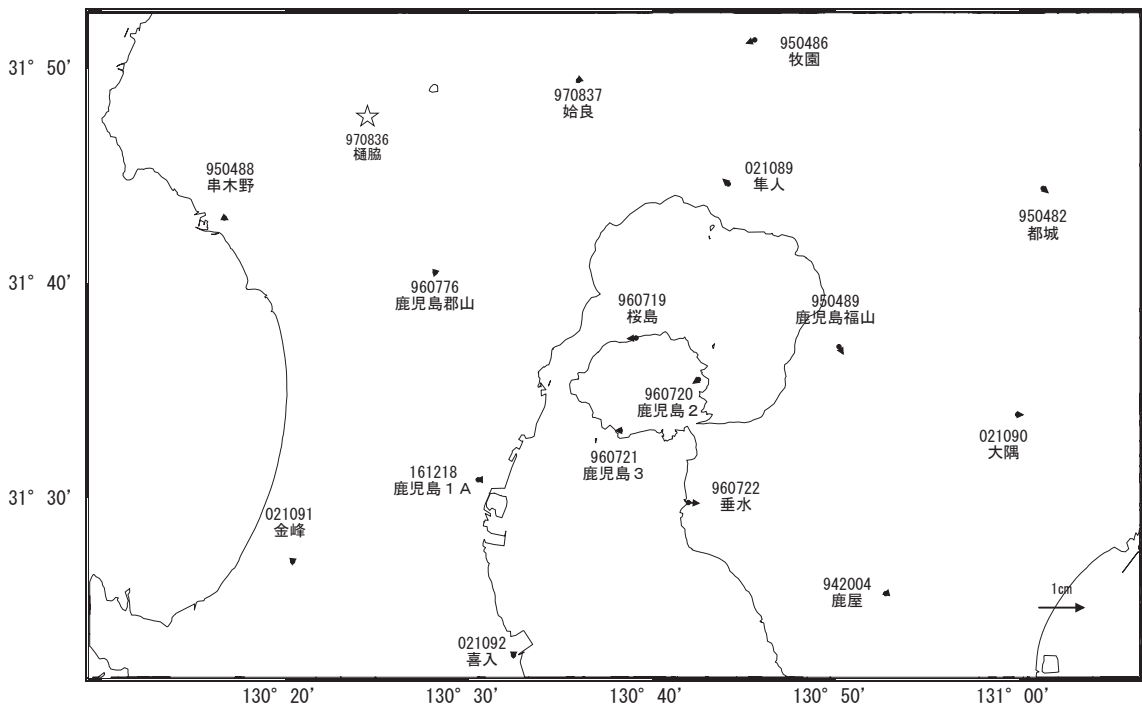 31° 50'
31° 40'
31° 30'
950486
牧園
970837
姶良
970836
樋脇
950488
串木野
021089
隼人
950482
都城
960776
鹿児島郡山
960719
桜島
950489
鹿児島福山
960720
鹿児島2
021090
大隅
960721
鹿児島3
161218
鹿児島1A
960722
垂水
021091
金峰
942004
鹿屋
1cm
021092
喜入
130° 20'
130° 30'
130° 40'
130° 50'
131° 00'